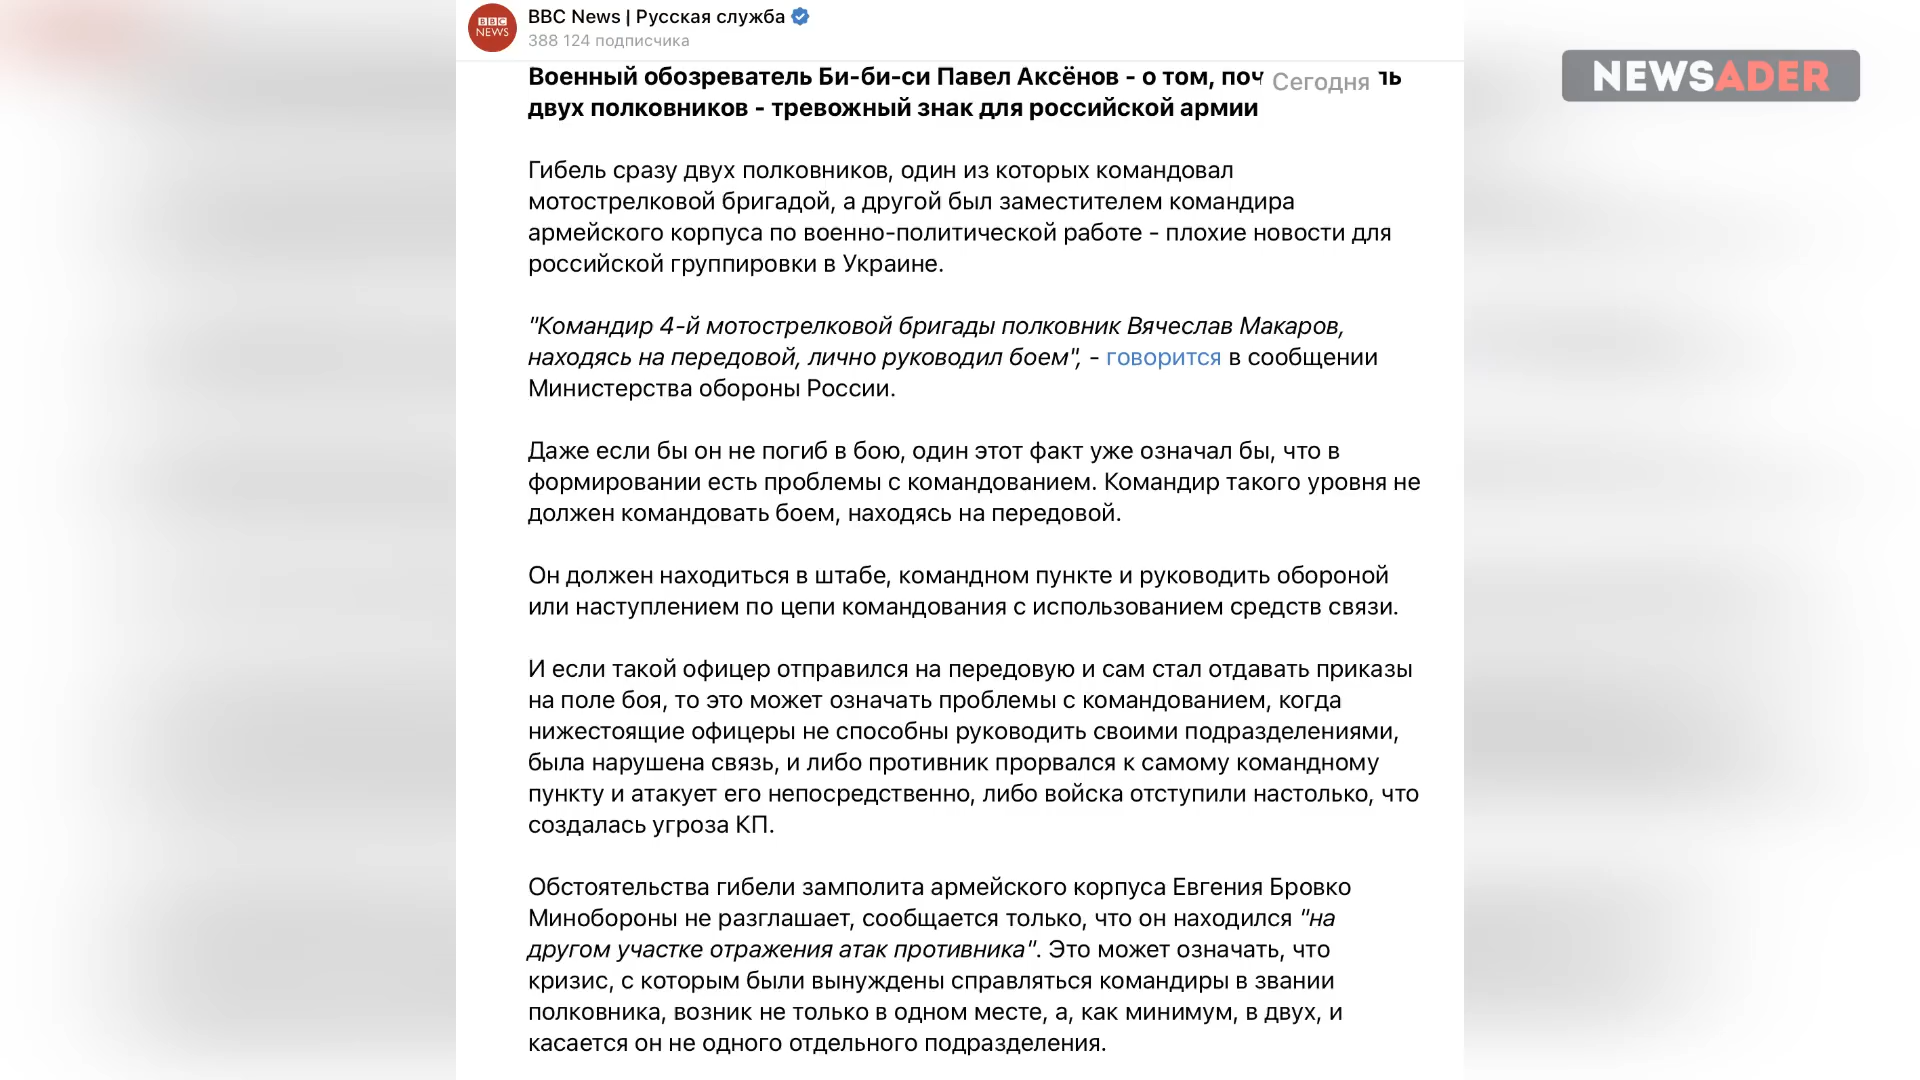 BBC NEWS
BBC News | Русская служба
388 124 подписчика
NEWSADER
Военный обозреватель Би-би-си Павел Аксёнов - о том,
Сегодня
двух полковников - тревожный знак для российской армии
Гибель сразу двух полковников, один из которых командовал
мотострелковой бригадой, а другой был заместителем командира
армейского корпуса по военно-политической работе - плохие новости для
российской группировки в Украине.
"Командир 4-й мотострелковой бригады полковник Вячеслав Макаров,
находясь на передовой, лично руководил боем", - говорится в сообщении
Министерства обороны России.
Даже если бы он не погиб в бою, один этот факт уже означал бы, что в
формировании есть проблемы с командованием. Командир такого уровня не
должен командовать боем, находясь на передовой.
Он должен находиться в штабе, командном пункте и руководить обороной
или наступлением по цепи командования с использованием средств связи.
И если такой офицер отправился на передовую и сам стал отдавать приказы
на поле боя, то это может означать проблемы с командованием, когда
нижестоящие офицеры не способны руководить своими подразделениями,
была нарушена связь, и либо противник прорвался к самому командному
пункту и атакует его непосредственно, либо войска отступили настолько, что
создалась угроза КП.
Обстоятельства гибели замполита армейского корпуса Евгения Бровко
Минобороны не разглашает, сообщается только, что он находился "на
другом участке отражения атак противника". Это может означать, что
кризис, с которым были вынуждены справляться командиры в звании
полковника, возник не только в одном месте, а, как минимум, в двух, и
касается он не одного отдельного подразделения.